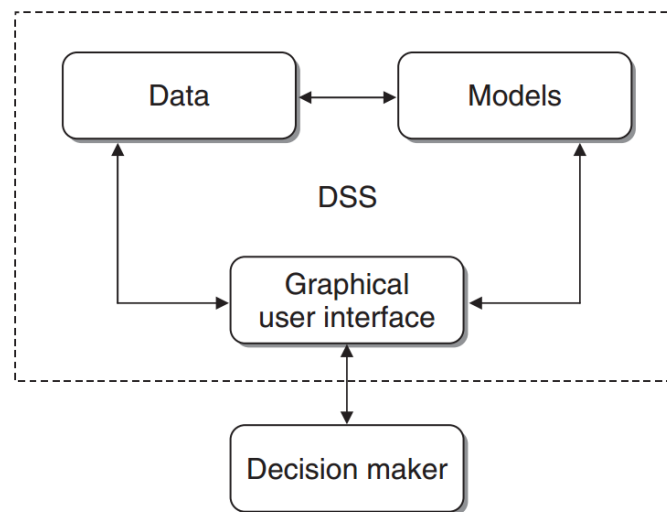 Data
Models
DSS
Graphical
user interface
Decision maker